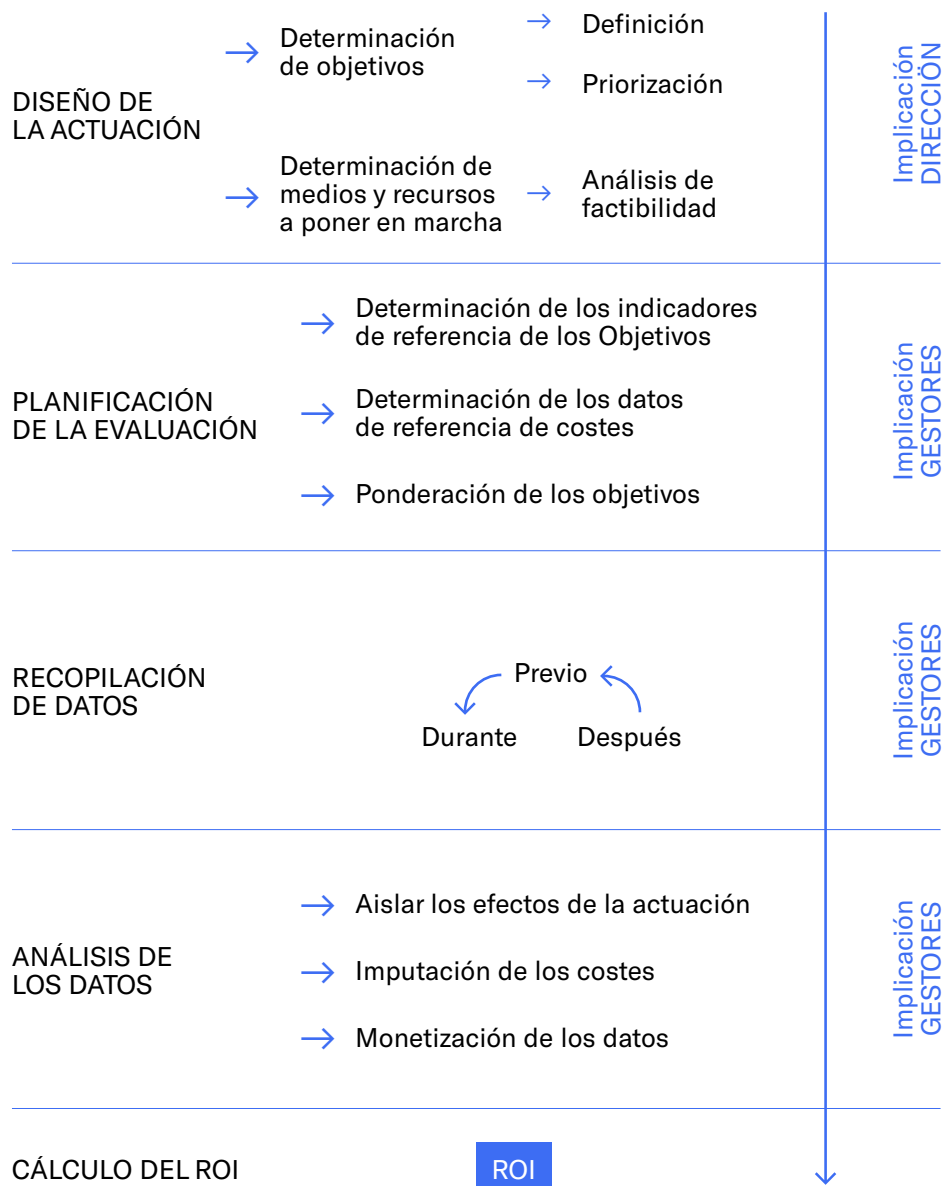 DISEÑO DE
LA ACTUACIÓN
→ Determinación
de objetivos
→ Definición
→ Priorización
→ Determinación de
medios y recursos
a poner en marcha
→ Análisis de
factibilidad
Implicación
DIRECCIÖN
PLANIFICACIÓN
DE LA EVALUACIÓN
→ Determinación de los indicadores
de referencia de los Objetivos
→ Determinación de los datos
de referencia de costes
→ Ponderación de los objetivos
Implicación
GESTORES
RECOPILACIÓN
DE DATOS
Previo
Durante
Después
Implicación
GESTORES
ANÁLISIS DE
LOS DATOS
→ Aislar los efectos de la actuación
→ Imputación de los costes
→ Monetización de los datos
Implicación
GESTORES
CÁLCULO DEL ROI
ROI